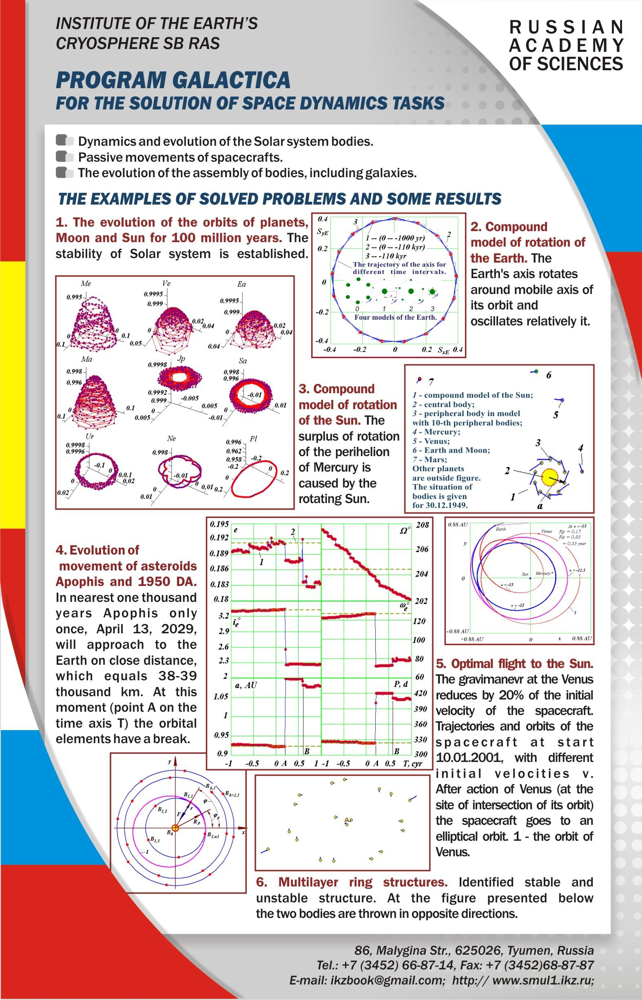 INSTITUTE OF THE EARTH'S
CRYOSPHERE SB RAS
RUSSIAN
ACADEMY
OF SCIENCES
PROGRAM GALACTICA
FOR THE SOLUTION OF SPACE DYNAMICS TASKS
Dynamics and evolution of the Solar system bodies.
Passive movements of spacecrafts.
The evolution of the assembly of bodies, including galaxies.
THE EXAMPLES OF SOLVED PROBLEMS AND SOME RESULTS
1. The evolution of the orbits of planets,
Moon and Sun for 100 million years. The
stability of Solar system is established.
Me
0.995
0
0.1
0
0.1
Ve
0.9995
0.999
0.02
0.04
0
0.05
Ea
0.9995
0.999
0.02
0.04
0
0.04
Ma
0.998
0.996
0
0.1
0.1
Jp
0.9998
0.9992
0.999
-0.005
0.005
0
0.005
Sa
0.998
0.996
-0.01
0.01
0
-0.01
Ur
0.9998
0.9996
-0.1
0
0.0.1
0.02
0
0.02
Ne
0.998
-0.01
0
0.01
0
0.01
Pl
0.996
0.962
0.958
-0.2
-0.2
0
0.2
0
0.2
0.4
SyE
0.2
0
-0.2
-0.4
3
2
1 -- (0 -- -1000 yr)
2 -- (0 -- -110 kyr)
3 -- -110 kyr
The trajectory of the axis for
different time intervals.
a
0 1 2 3
Four models of the Earth.
-0.4 -0.2 0 0.2 SxE 0.4
2. Compound
model of rotation of
the Earth. The
Earth's axis rotates
around mobile axis of
its orbit and
oscillates relatively it.
3. Compound
model of rotation
of the Sun. The
surplus of rotation
of the perihelion
of Mercury is
caused by the
rotating Sun.
7
6
5
3
4
2
1
a
1 - compound model of the Sun;
2 - central body;
3 - peripheral body in model
with 10-th peripheral bodies;
4 - Mercury;
5 - Venus;
6 - Earth and Moon;
7 - Mars;
Other planets
are outside figure.
The situation of
bodies is given
for 30.12.1949.
4. Evolution of
movement of asteroids
Apophis and 1950 DA.
In nearest one thousand
years Apophis only
once, April 13, 2029,
will approach to the
Earth on close distance,
which equals 38-39
thousand km. At this
moment (point A on the
time axis T) the orbital
elements have a break.
0.195
e
2
Ω°
208
0.192
206
0.189
1
0.186
204
0.183
0.18
202
ωe°
3.2
ie°
120
2.9
100
2.6
2.3
80
2
60
a, AU
P, d
1.05
420
390
1
360
0.95
330
0.9
B
B
300
-1 -0.5 0 A 0.5 1 -1 -0.5 0 A 0.5 T, cyr
0.88 AU
Earth
Venus
At v = -15
Rp = 0.17
Ra = 0.83
= 0.35 year
y
v = -11.5
Sun
Mercury
0
v = -15
v = -12
1
-0.88 AU
-0.88 AU 0 x 0.88 AU
5. Optimal flight to the Sun.
The gravimanevr at the Venus
reduces by 20% of the initial
velocity of the spacecraft.
Trajectories and orbits of the
spacecraft at start
10.01.2001, with different
initial velocities v.
After action of Venus (at the
site of intersection of its orbit)
the spacecraft goes to an
elliptical orbit. 1 - the orbit of
Venus.
y
Bk,1
Bk+1,1
B1,1
φ
B1,2
r
F
φp
Rp
B0
x
B1,n1
B1,3
1
6. Multilayer ring structures. Identified stable and
unstable structure. At the figure presented below
the two bodies are thrown in opposite directions.
86, Malygina Str., 625026, Tyumen, Russia
Tel.: +7 (3452) 66-87-14, Fax: +7 (3452)68-87-87
E-mail: ikzbook@gmail.com; http:// www.smul1.ikz.ru;